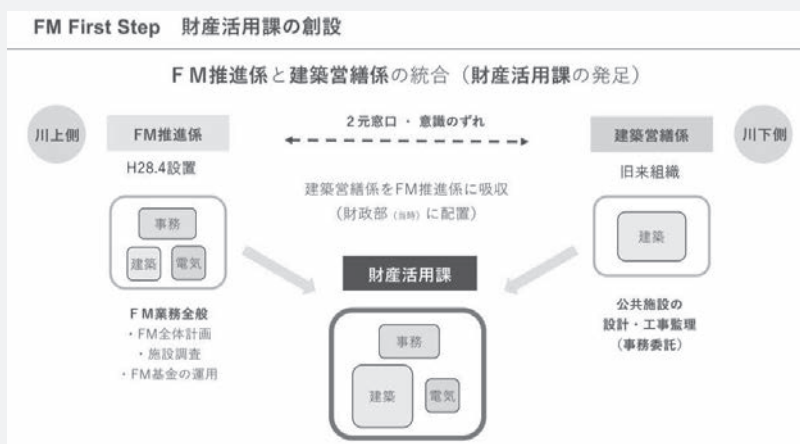 FM First Step 財産活用課の創設
FM推進係と建築営繕係の統合（財産活用課の発足）
川上側
FM推進係
2元窓口・意識のずれ
建築営繕係
川下側
H28.4設置
旧来組織
建築営繕係をFM推進係に吸収
（財政部（当時）に配置）
事務
建築
電気
建築
財産活用課
FM業務全般
・FM全体計画
・施設調査
・FM基金の運用
事務
建築
電気
公共施設の
設計・工事監理
（事務委託）